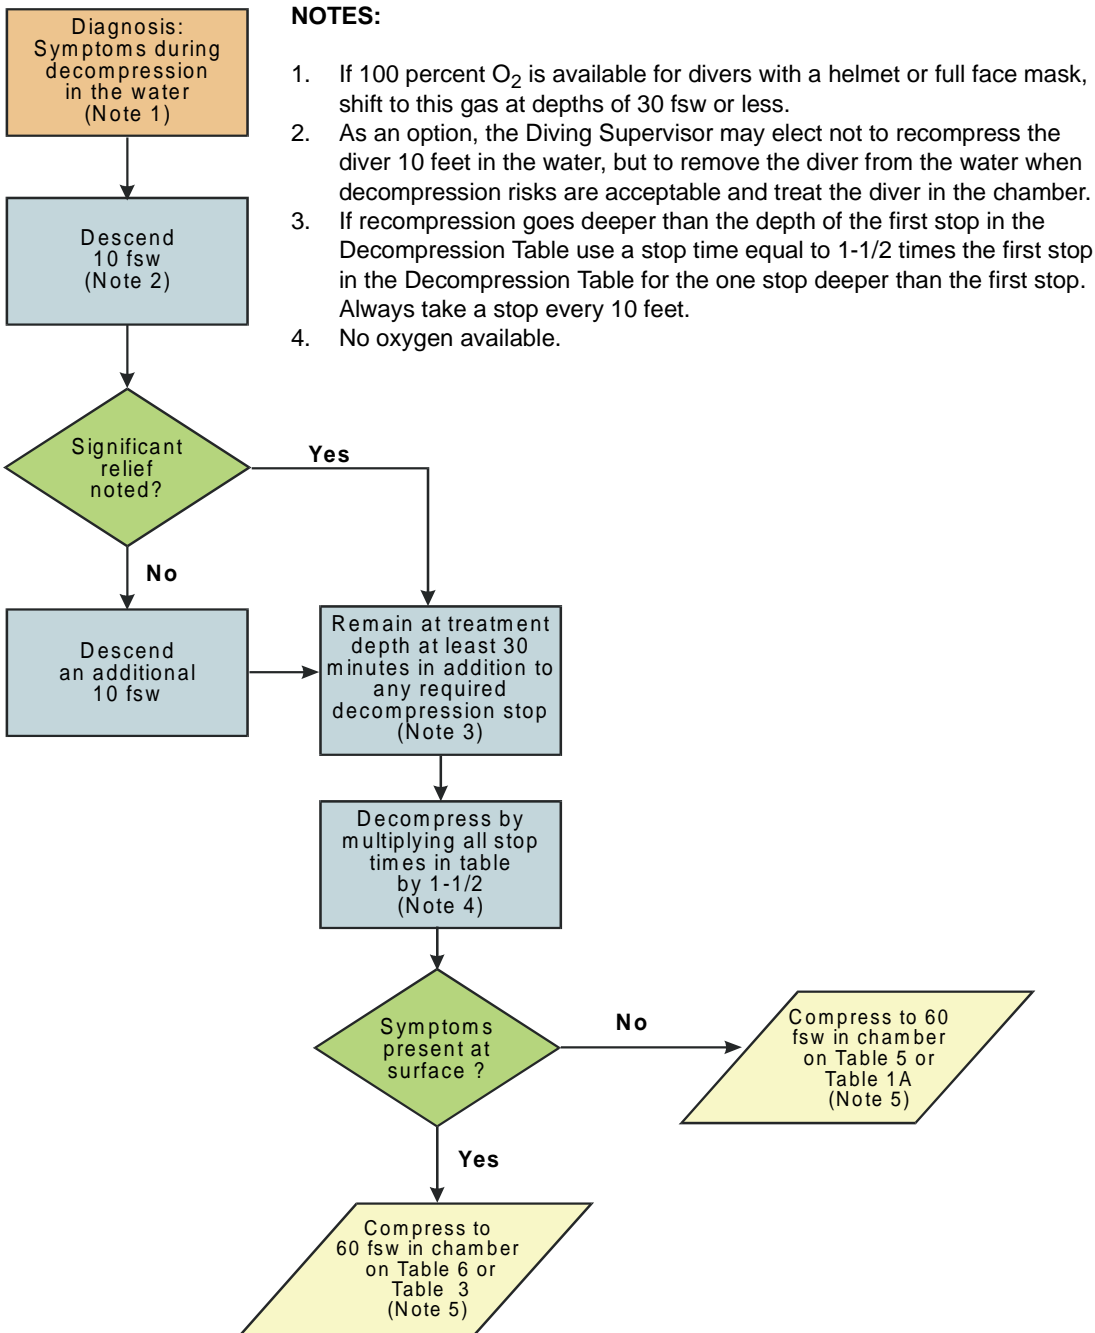 Diagnosis:
Symptoms during
decompression
in the water
(Note 1)
NOTES:
1. If 100 percent O2 is available for divers with a helmet or full face mask,
shift to this gas at depths of 30 fsw or less.
2. As an option, the Diving Supervisor may elect not to recompress the
diver 10 feet in the water, but to remove the diver from the water when
decompression risks are acceptable and treat the diver in the chamber.
3. If recompression goes deeper than the depth of the first stop in the
Decompression Table use a stop time equal to 1-1/2 times the first stop
in the Decompression Table for the one stop deeper than the first stop.
Always take a stop every 10 feet.
4. No oxygen available.
Descend
10 fsw
(Note 2)
Significant
relief
noted?
Yes
No
Descend
an additional
10 fsw
Remain at treatment
depth at least 30
minutes in addition to
any required
decompression stop
(Note 3)
Decompress by
multiplying all stop
times in table
by 1-1/2
(Note 4)
Symptoms
present at
surface ?
No
Compress to 60
fsw in chamber
on Table 5 or
Table 1A
(Note 5)
Yes
Compress to
60 fsw in chamber
on Table 6 or
Table 3
(Note 5)